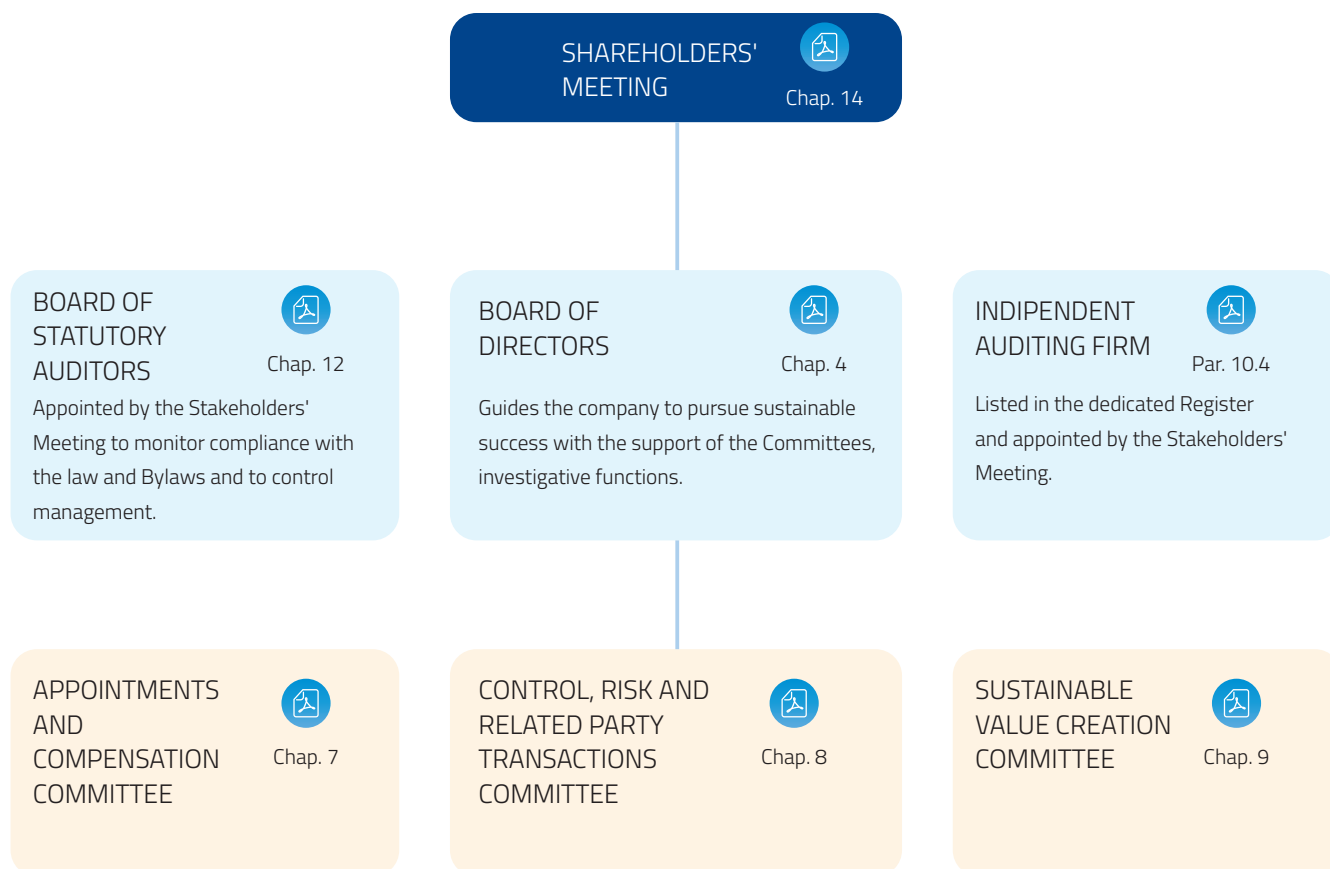 SHAREHOLDERS'
MEETING
Chap. 14
BOARD OF
STATUTORY
AUDITORS
Chap. 12
Appointed by the Stakeholders'
Meeting to monitor compliance with
the law and Bylaws and to control
management.
BOARD OF
DIRECTORS
Chap. 4
Guides the company to pursue sustainable
success with the support of the Committees,
investigative functions.
INDIPENDENT
AUDITING FIRM
Par. 10.4
Listed in the dedicated Register
and appointed by the Stakeholders'
Meeting.
APPOINTMENTS
AND
COMPENSATION
COMMITTEE
Chap. 7
CONTROL, RISK AND
RELATED PARTY
TRANSACTIONS
COMMITTEE
Chap. 8
SUSTAINABLE
VALUE CREATION
COMMITTEE
Chap. 9